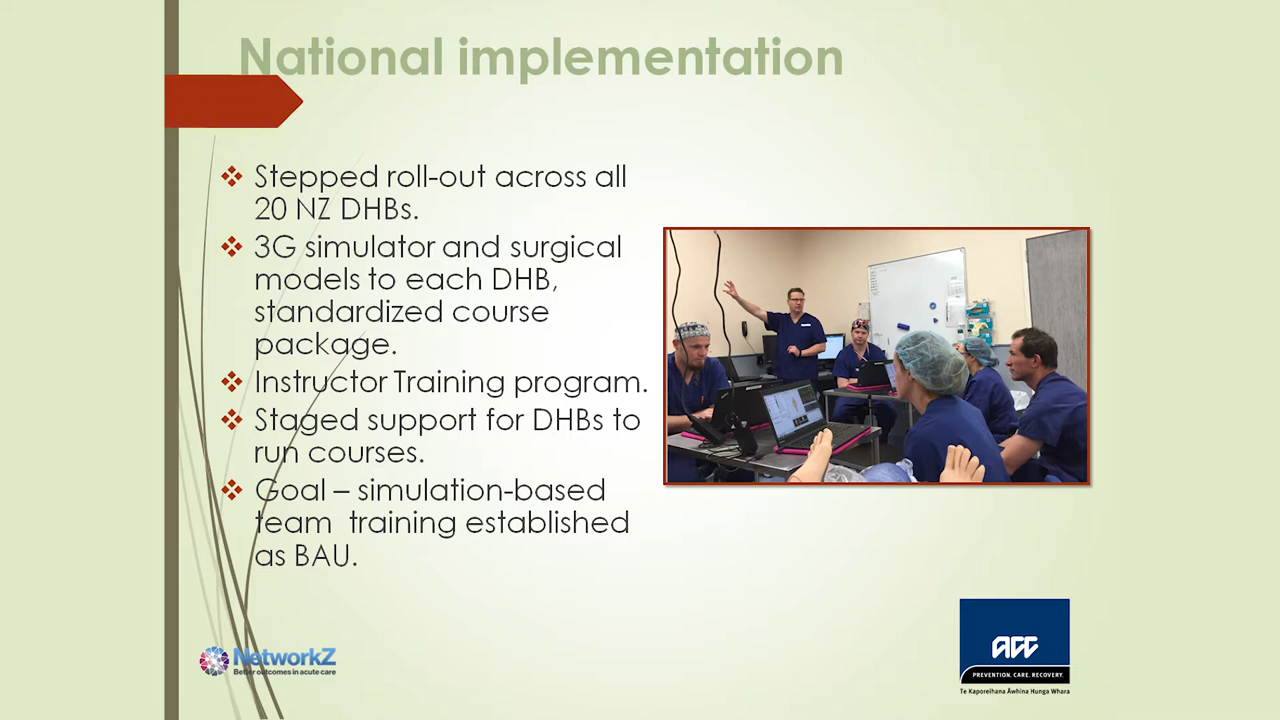 National implementation
Stepped roll-out across all
20 NZ DHBs.
3G simulator and surgical
models to each DHB,
standardized course
package.
Instructor Training program.
Staged support for DHBs to
run courses.
Goal – simulation-based
team  training established
as BAU.
NetworkZ
Better outcomes in acute care
ACC
PREVENTION. CARE. RECOVERY.
Te Kaporeihana Āwhina Hunga Whara